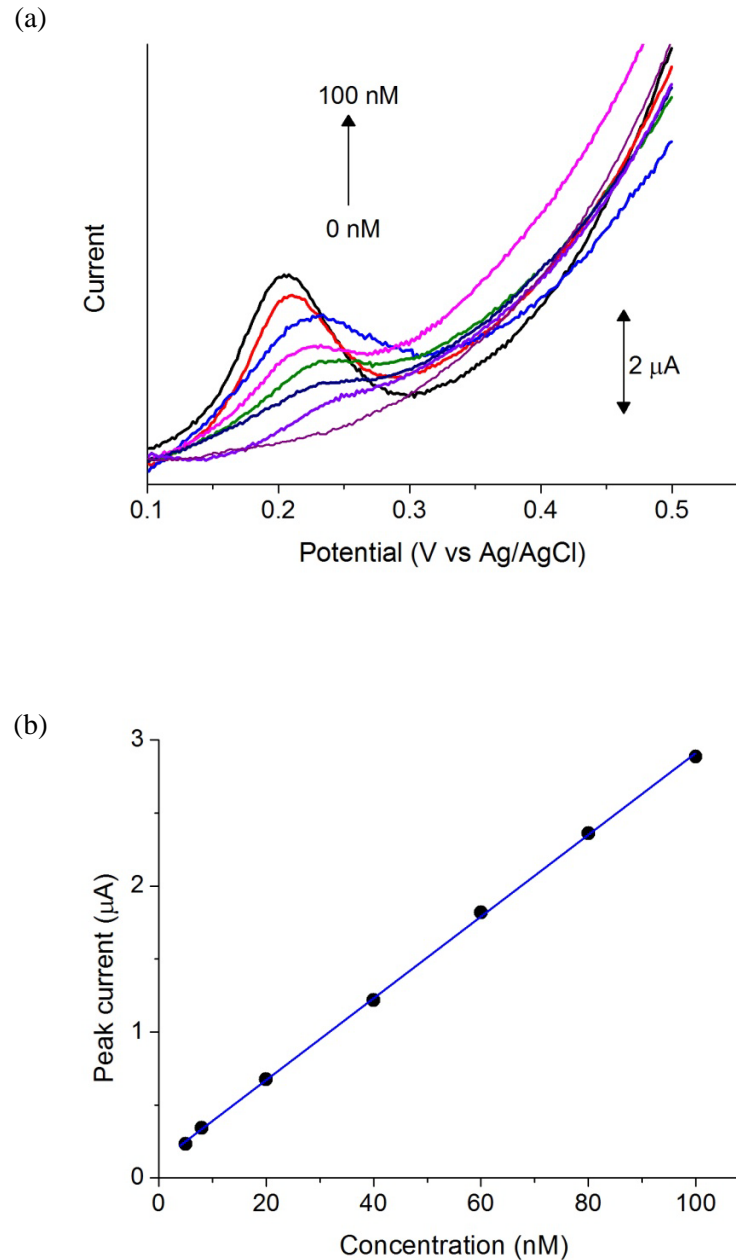 (a)
100 nM
0 nM
Current
2 μA
0.1 0.2 0.3 0.4 0.5
Potential (V vs Ag/AgCl)
(b)
3
2
1
0
Peak current (μA)
0 20 40 60 80 100
Concentration (nM)